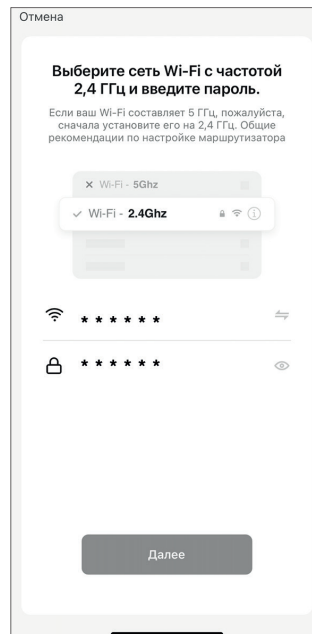 Отмена
Выберите сеть Wi-Fi с частотой
2,4 ГГц и введите пароль.
Если ваш Wi-Fi составляет 5 ГГц, пожалуйста,
сначала установите его на 2,4 ГГц. Общие
рекомендации по настройке маршрутизатора
× Wi-Fi - 5Ghz
✓ Wi-Fi - 2.4Ghz
* * * * * *
* * * * * *
Далее